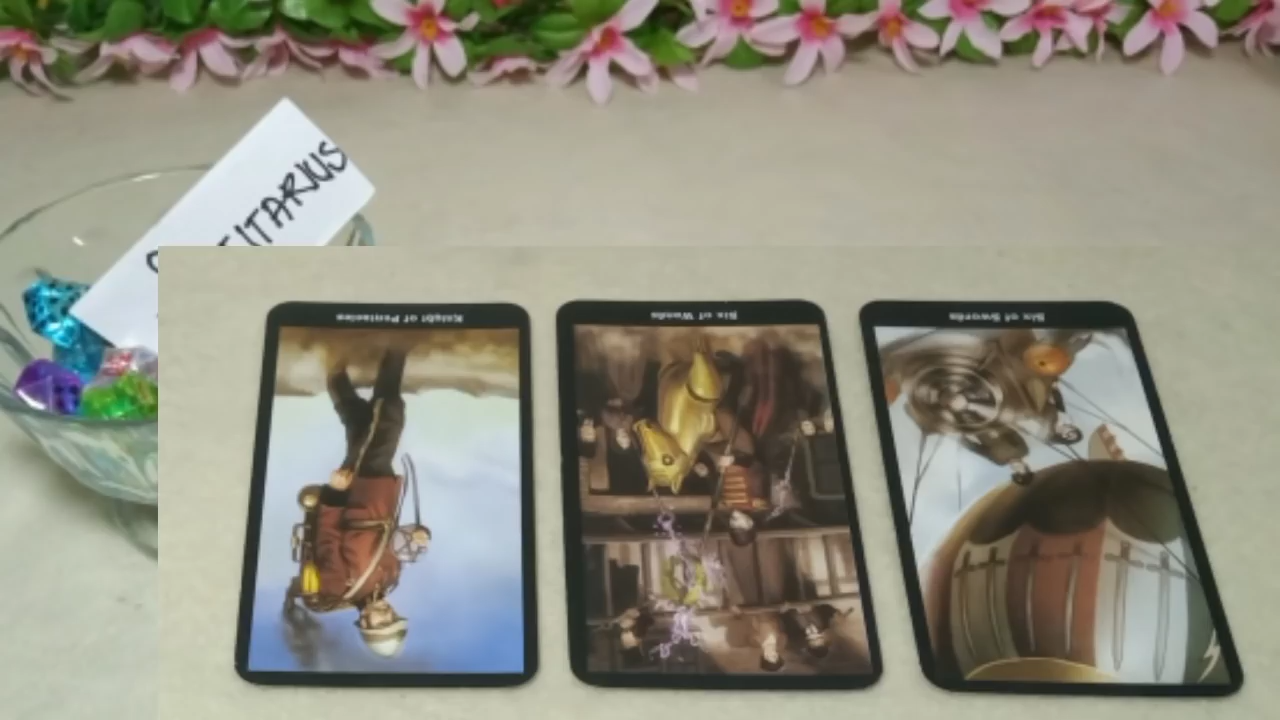 ITARIUS
Knight of Pentacles
Six of Wands
Six of Swords